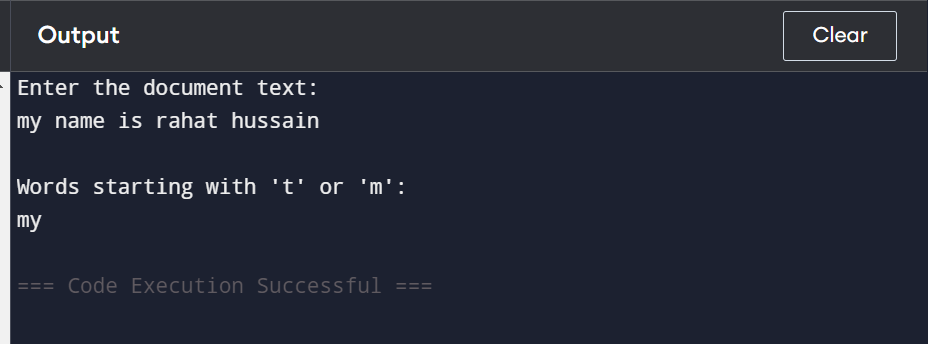 Output
Clear
Enter the document text:
my name is rahat hussain
Words starting with 't' or 'm':
my
=== Code Execution Successful ===